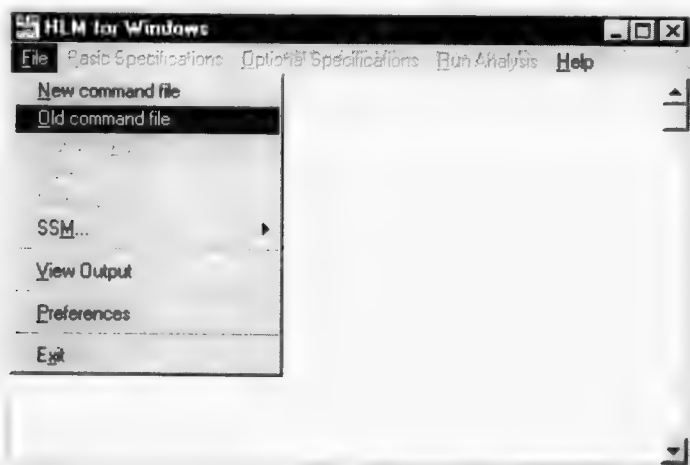 HLM for Windows
File Basic Specifications Optional Specifications Run Analysis Help
New command file
Old command file
SSM...
View Output
Preferences
Exit